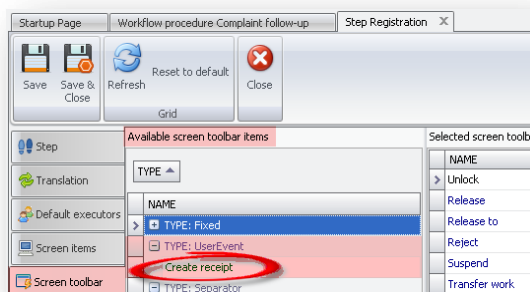 Startup Page
Workflow procedure Complaint follow-up
Step Registration
Save
Save &
Close
Refresh
Reset to default
Close
Grid
Step
Translation
Default executors
Screen items
Screen toolbar
Available screen toolbar items
TYPE
NAME
TYPE: Fixed
TYPE: UserEvent
Create receipt
TYPE: Separator
Selected screen toolb
NAME
Unlock
Release
Release to
Reject
Suspend
Transfer work